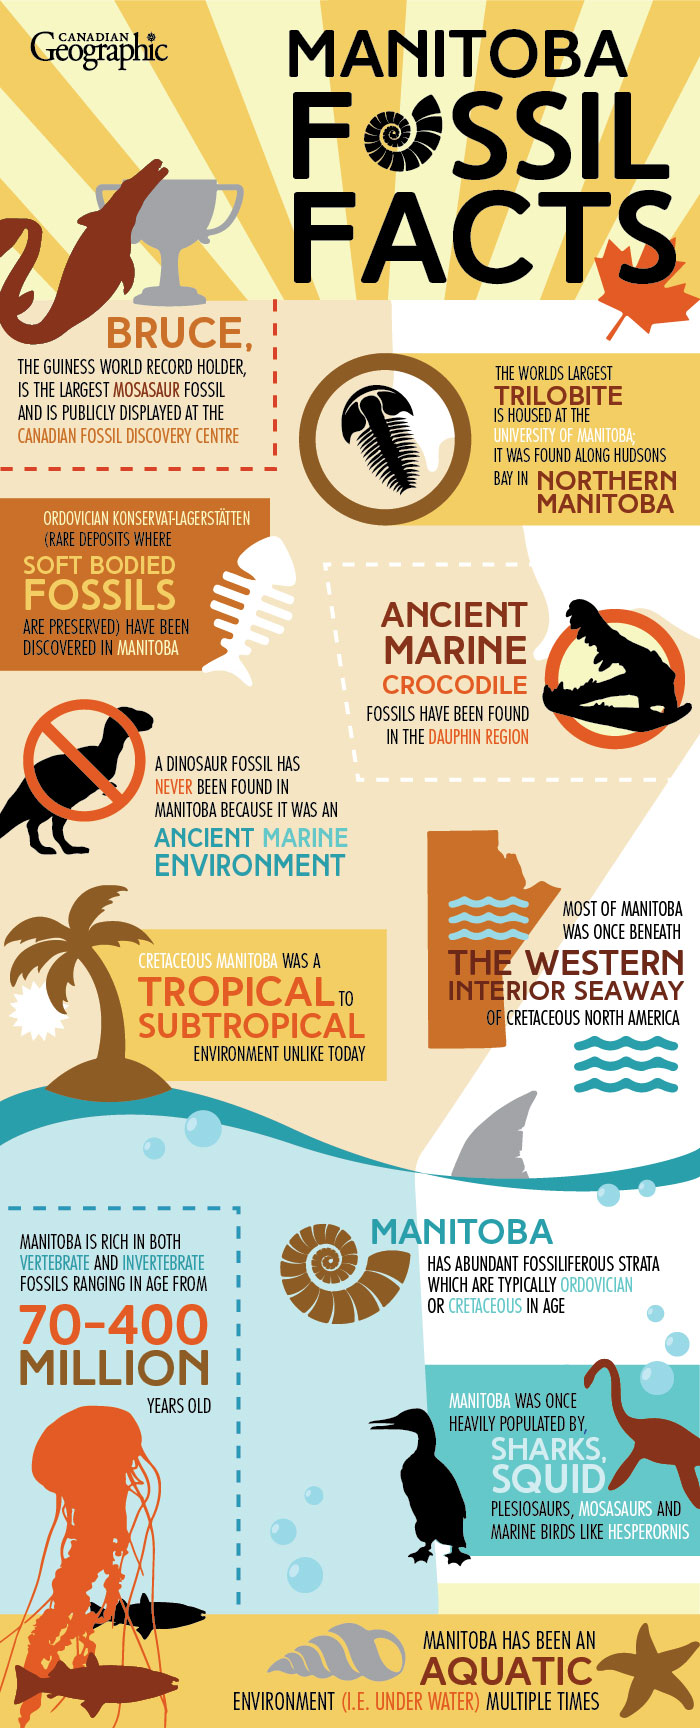 CANADIAN
Geographic
MANITOBA
FOSSIL
FACTS
BRUCE,
THE GUINESS WORLD RECORD HOLDER,
IS THE LARGEST MOSASAUR FOSSIL
AND IS PUBLICLY DISPLAYED AT THE
CANADIAN FOSSIL DISCOVERY CENTRE
THE WORLDS LARGEST
TRILOBITE
IS HOUSED AT THE
UNIVERSITY OF MANITOBA;
IT WAS FOUND ALONG HUDSONS
BAY IN NORTHERN
MANITOBA
ORDOVICIAN KONSERVAT-LAGERSTÄTTEN
(RARE DEPOSITS WHERE
SOFT BODIED
FOSSILS
ARE PRESERVED) HAVE BEEN
DISCOVERED IN MANITOBA
ANCIENT
MARINE
CROCODILE
FOSSILS HAVE BEEN FOUND
IN THE DAUPHIN REGION
A DINOSAUR FOSSIL HAS
NEVER BEEN FOUND IN
MANITOBA BECAUSE IT WAS AN
ANCIENT MARINE
ENVIRONMENT
MOST OF MANITOBA
WAS ONCE BENEATH
THE WESTERN
INTERIOR SEAWAY
OF CRETACEOUS NORTH AMERICA
CRETACEOUS MANITOBA WAS A
TROPICAL TO
SUBTROPICAL
ENVIRONMENT UNLIKE TODAY
MANITOBA IS RICH IN BOTH
VERTEBRATE AND INVERTEBRATE
FOSSILS RANGING IN AGE FROM
70-400
MILLION
YEARS OLD
MANITOBA
HAS ABUNDANT FOSSILIFEROUS STRATA
WHICH ARE TYPICALLY ORDOVICIAN
OR CRETACEOUS IN AGE
MANITOBA WAS ONCE
HEAVILY POPULATED BY,
SHARKS,
SQUID
PLESIOSAURS, MOSASAURS AND
MARINE BIRDS LIKE HESPERORNIS
MANITOBA HAS BEEN AN
AQUATIC
ENVIRONMENT (I.E. UNDER WATER) MULTIPLE TIMES